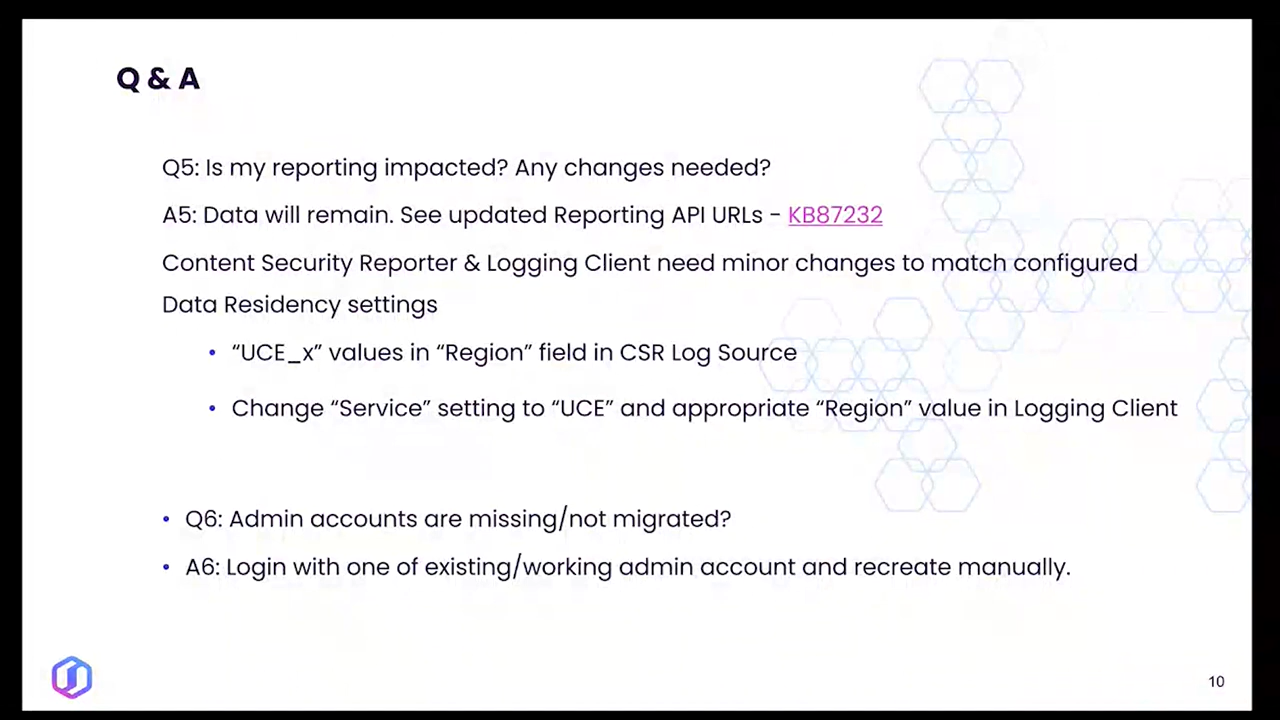 Q & A
Q5: Is my reporting impacted? Any changes needed?
A5: Data will remain. See updated Reporting API URLs - KB87232
Content Security Reporter & Logging Client need minor changes to match configured
Data Residency settings
• “UCE_x” values in “Region” field in CSR Log Source
• Change “Service” setting to “UCE” and appropriate “Region” value in Logging Client
• Q6: Admin accounts are missing/not migrated?
• A6: Login with one of existing/working admin account and recreate manually.
10